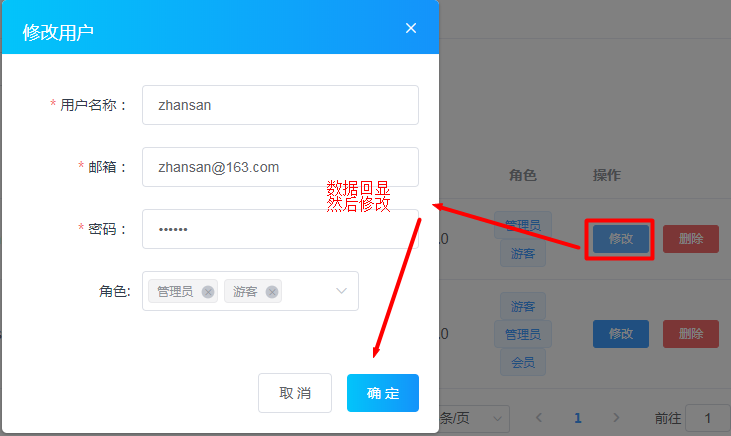 修改用户
* 用户名称：
zhansan
* 邮箱：
zhansan@163.com
数据回显
然后修改
* 密码：
••••••
角色:
管理员
游客
取 消
确 定
角色
操作
.0
管理员
游客
修改
删除
.0
游客
管理员
会员
修改
删除
条/页
1
前往
1